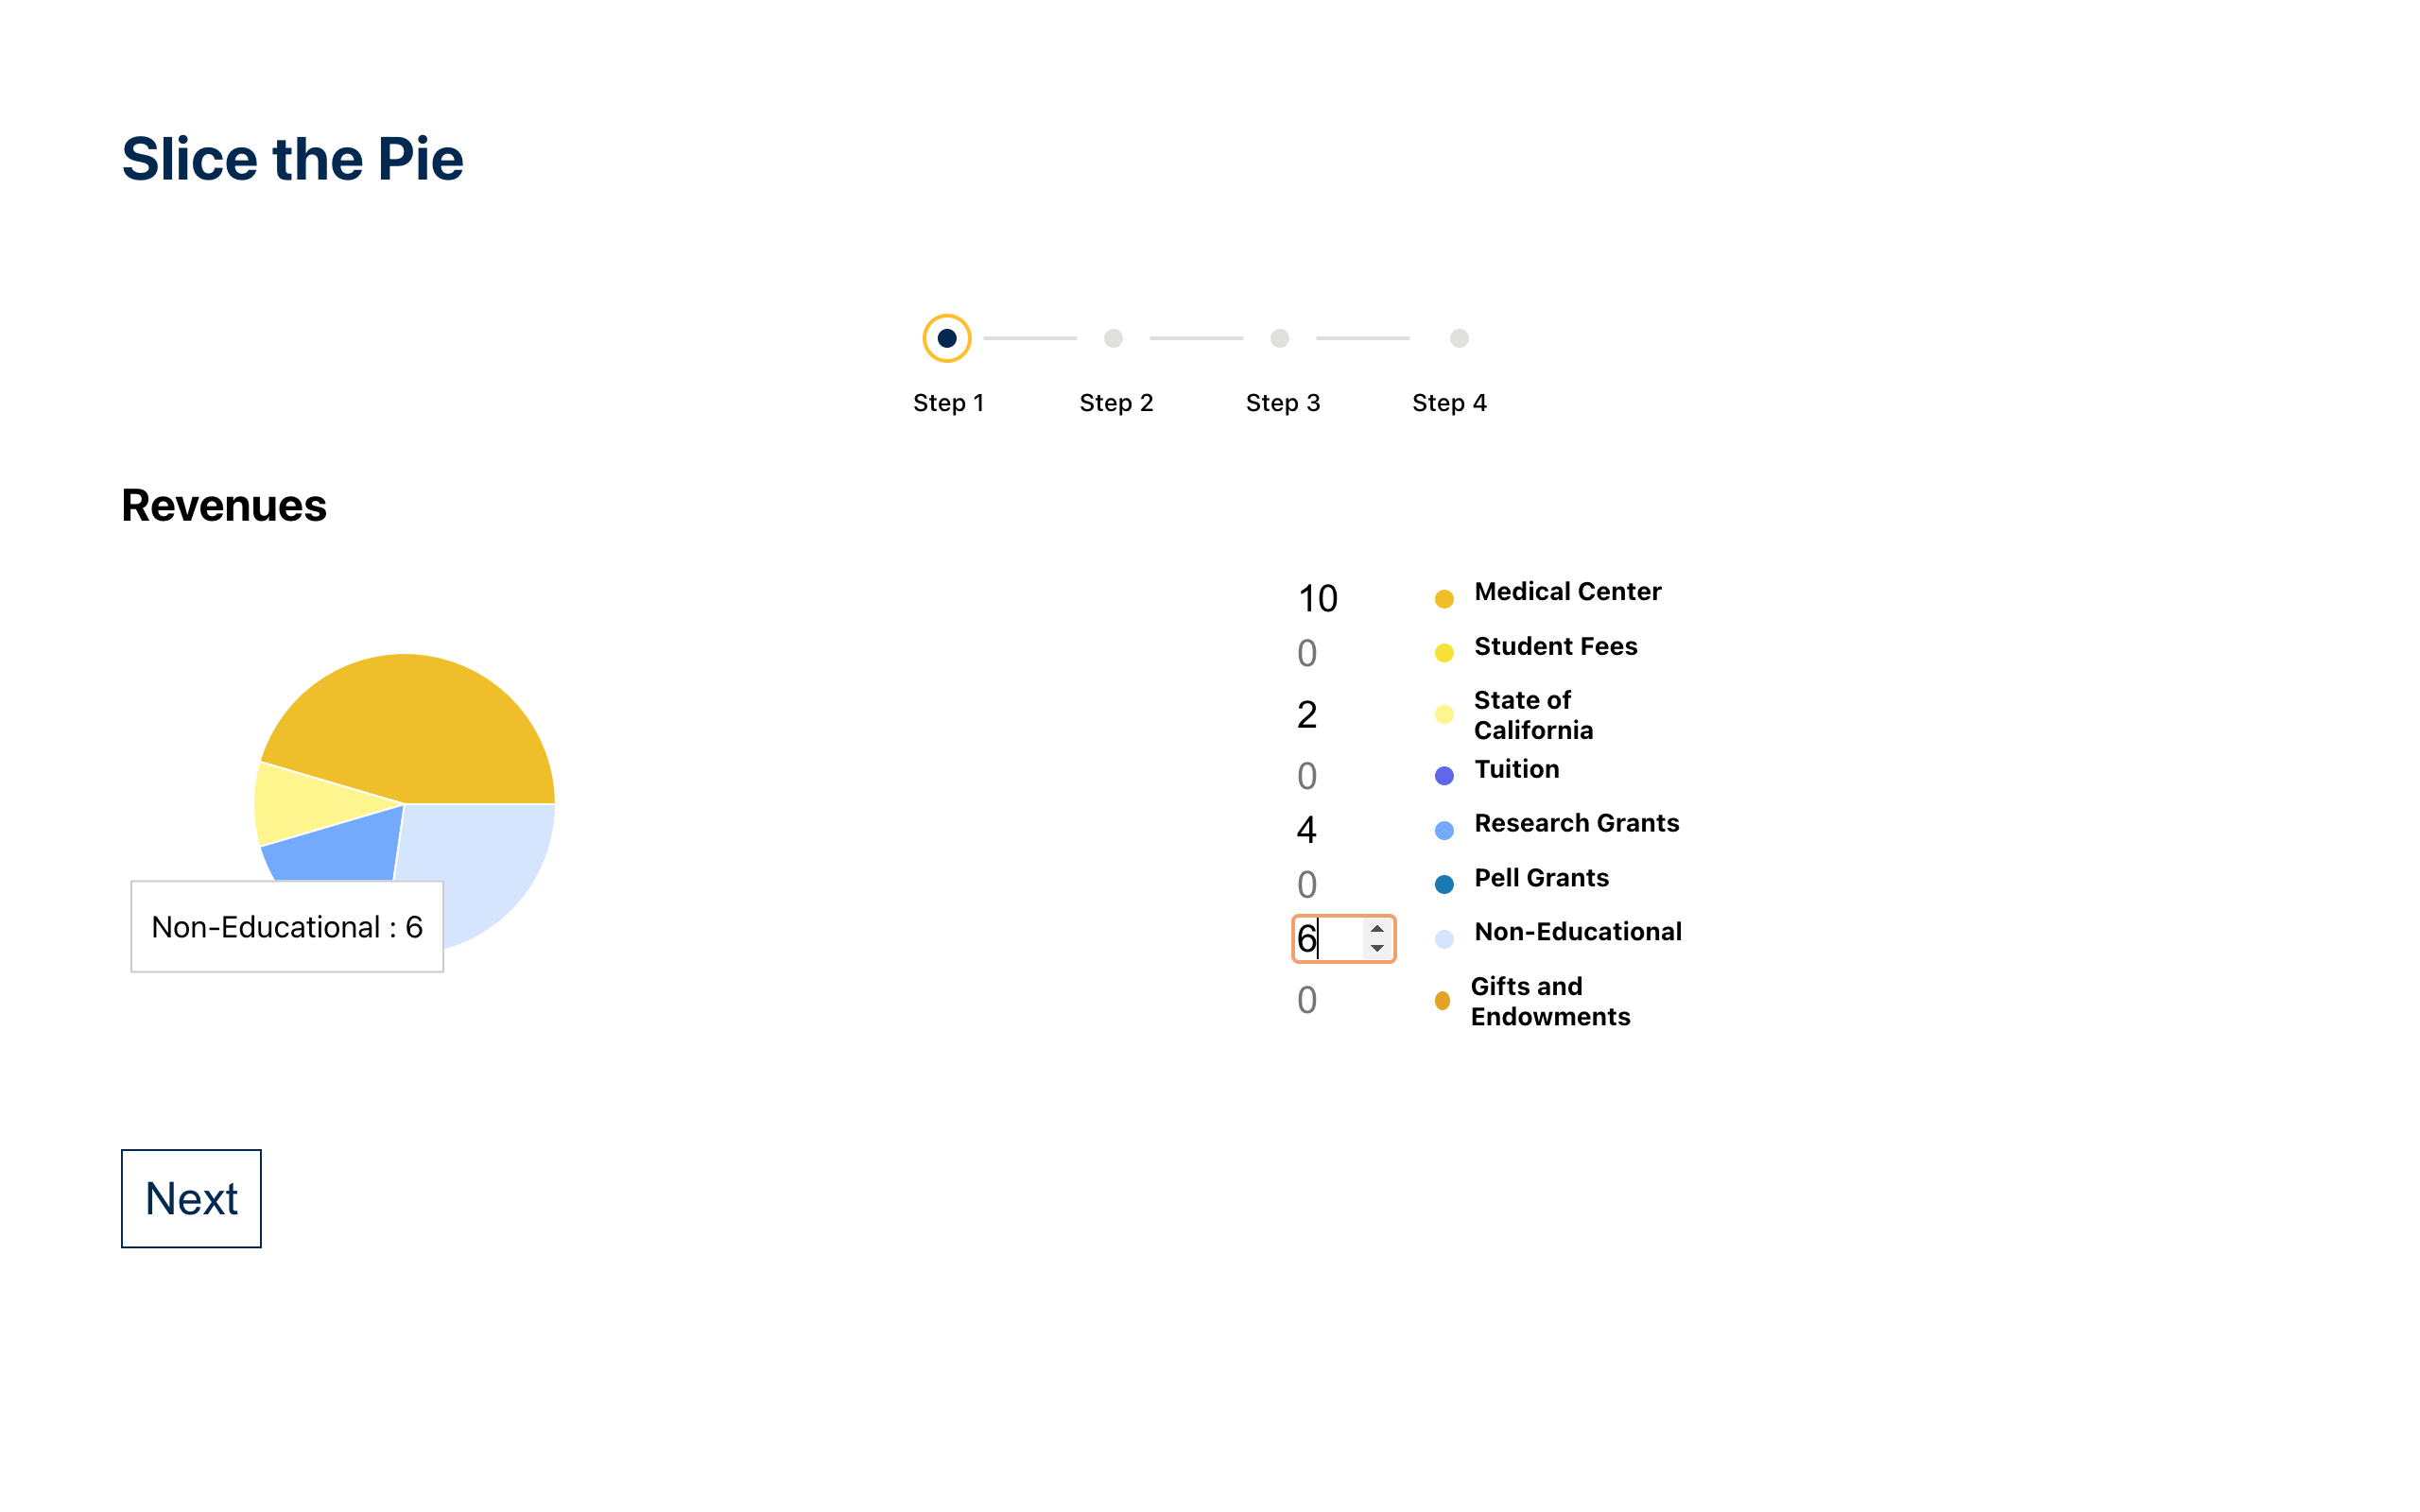 Slice the Pie
Step 1
Step 2
Step 3
Step 4
Revenues
10 Medical Center
0 Student Fees
2 State of
California
0 Tuition
4 Research Grants
0 Pell Grants
6 Non-Educational
0 Gifts and
Endowments
Non-Educational : 6
Next